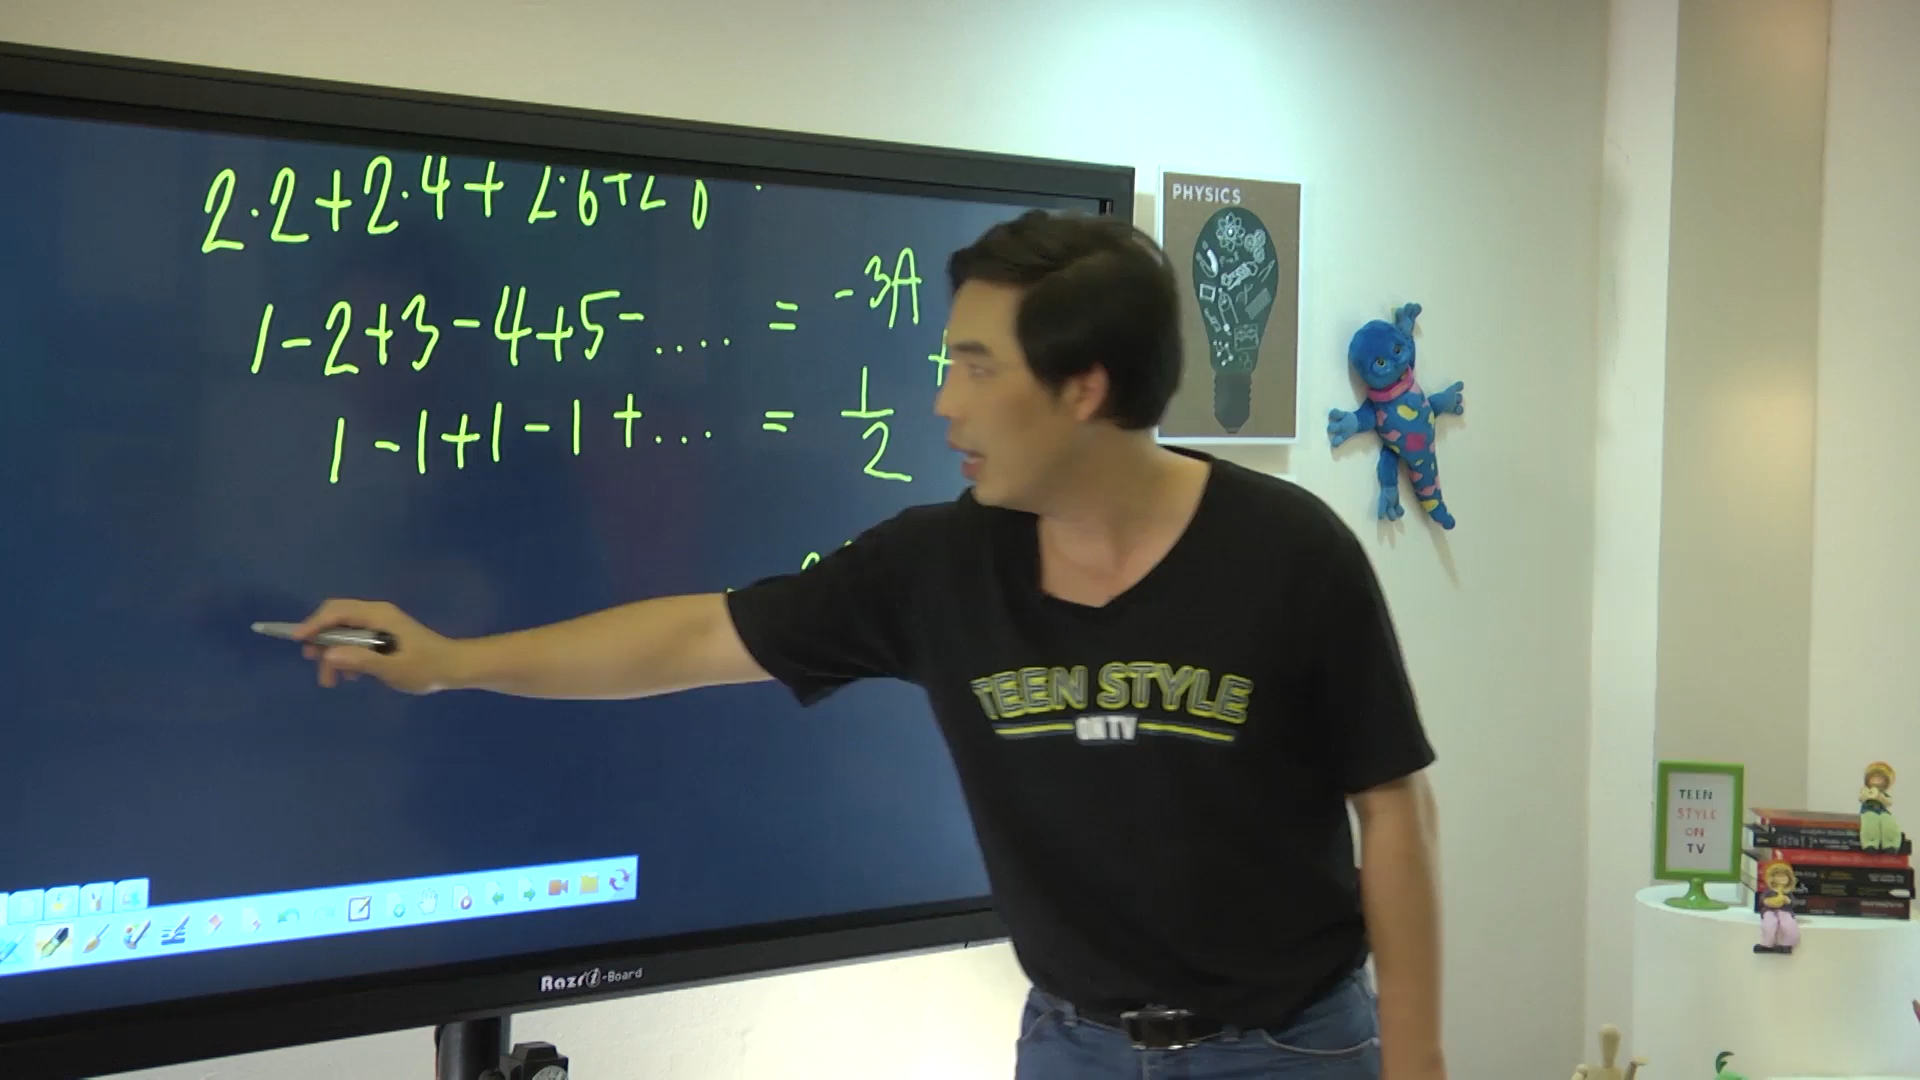 2·2+2·4+2·6+2 8
1-2+3-4+5-.... = -3A
+
1-1+1-1+... = 1/2
PHYSICS
TEEN STYLE
ON TV
TEEN
STYLE
ON
TV
Razr i-Board